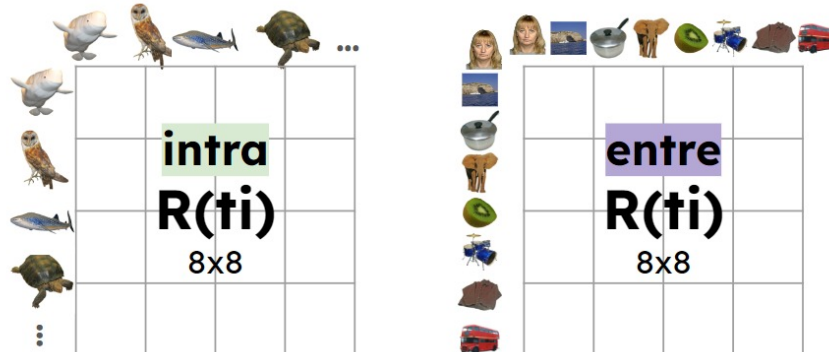 intra
R(ti)
8x8
entre
R(ti)
8x8